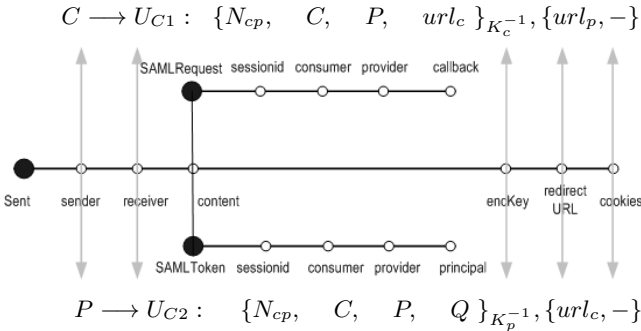 C ⟶ U_{C1} : {N_{cp}, C, P, url_c }_{K_c^{-1}}, {url_p, −}
SAMLRequest sessionid consumer provider callback
Sent sender receiver content encKey redirect URL cookies
SAMLToken sessionid consumer provider principal
P ⟶ U_{C2} : {N_{cp}, C, P, Q }_{K_p^{-1}}, {url_c, −}